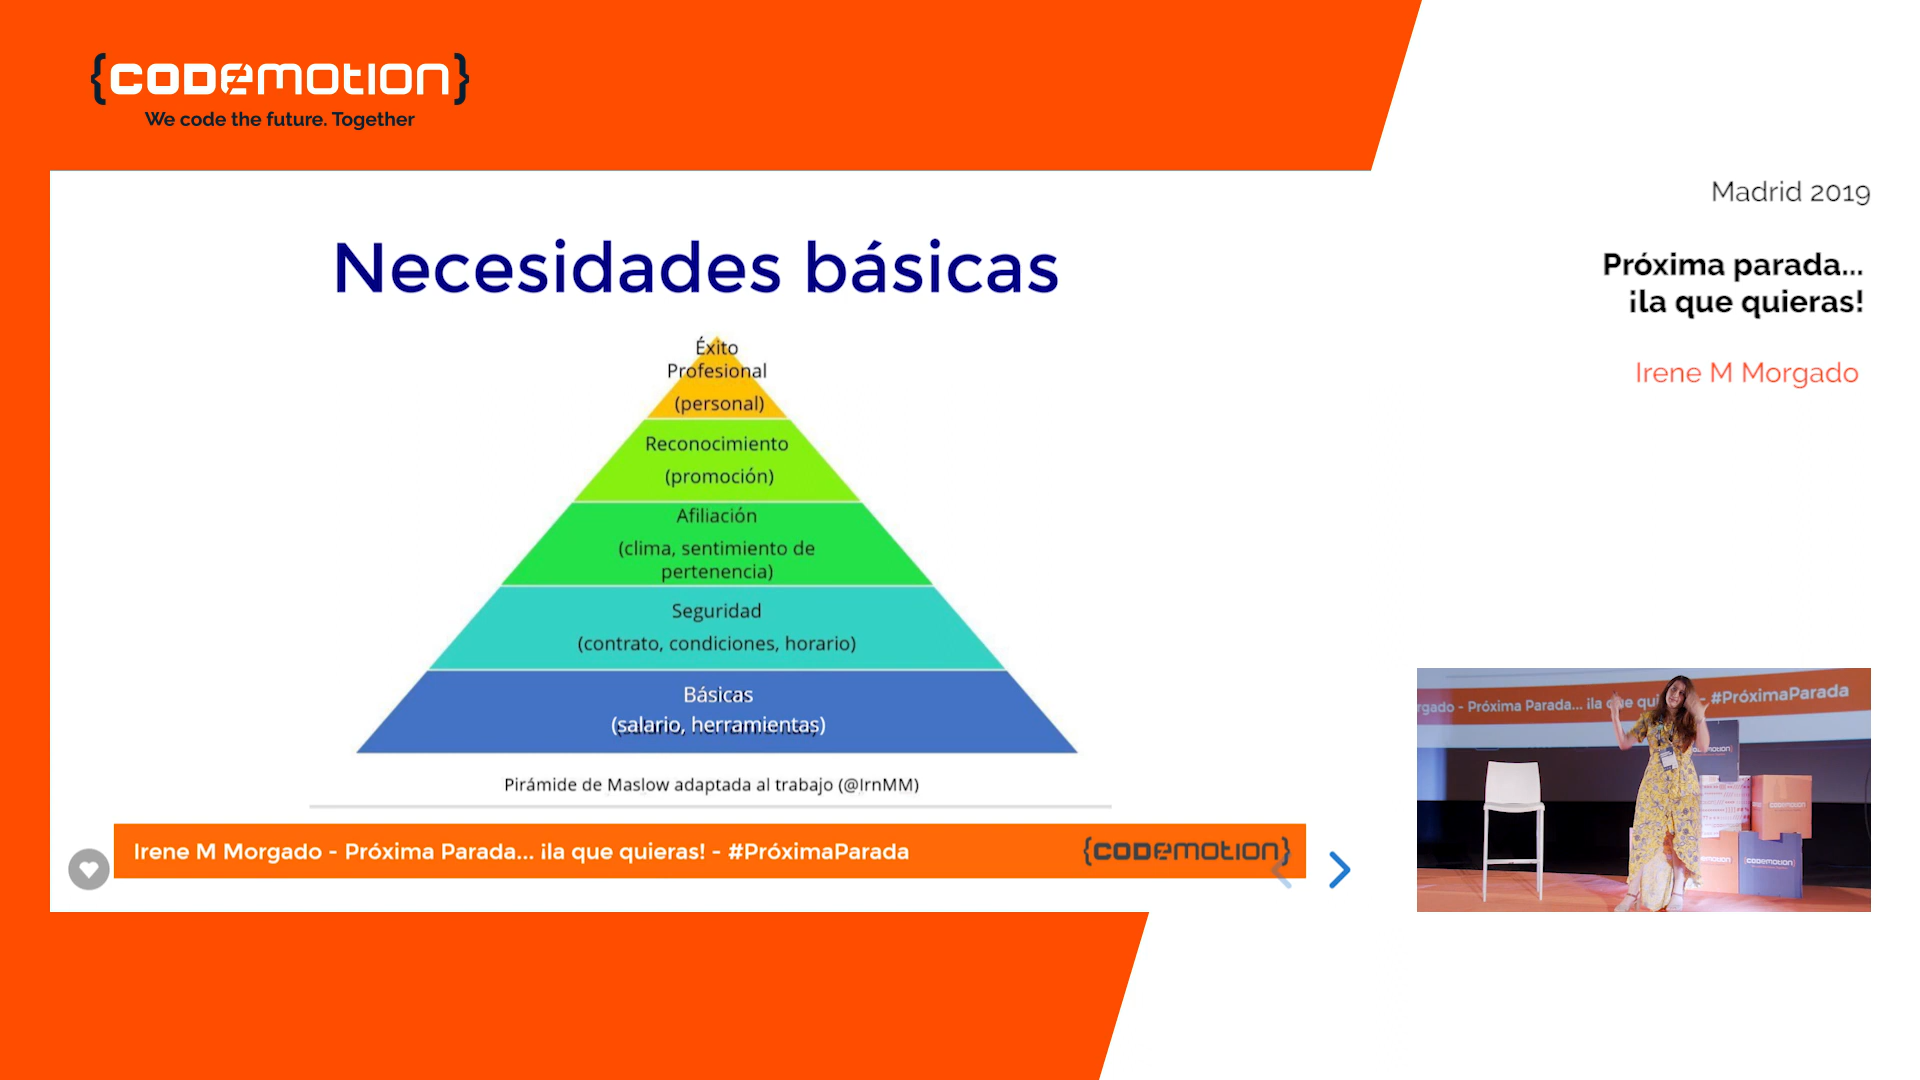 {CODEMOTION}
We code the future. Together
Madrid 2019
Próxima parada...
¡la que quieras!
Irene M Morgado
Necesidades básicas
Éxito
Profesional
(personal)
Reconocimiento
(promoción)
Afiliación
(clima, sentimiento de
pertenencia)
Seguridad
(contrato, condiciones, horario)
Básicas
(salario, herramientas)
Pirámide de Maslow adaptada al trabajo (@IrnMM)
Irene M Morgado - Próxima Parada... ¡la que quieras! - #PróximaParada
{CODEMOTION}
rgado - Próxima Parada... ¡la que qui - #PróximaParada
{codemotion}